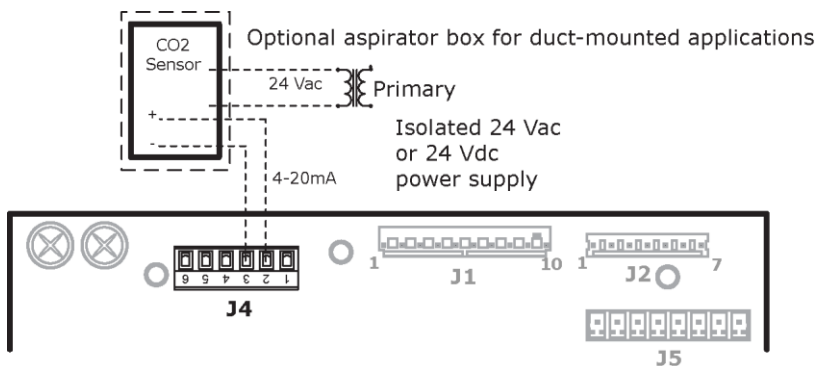 CO2
Sensor
Optional aspirator box for duct-mounted applications
24 Vac
Primary
+
-
Isolated 24 Vac
or 24 Vdc
power supply
4-20mA
6 5 4 3 2 1
J4
1 10
J1
1 7
J2
J5